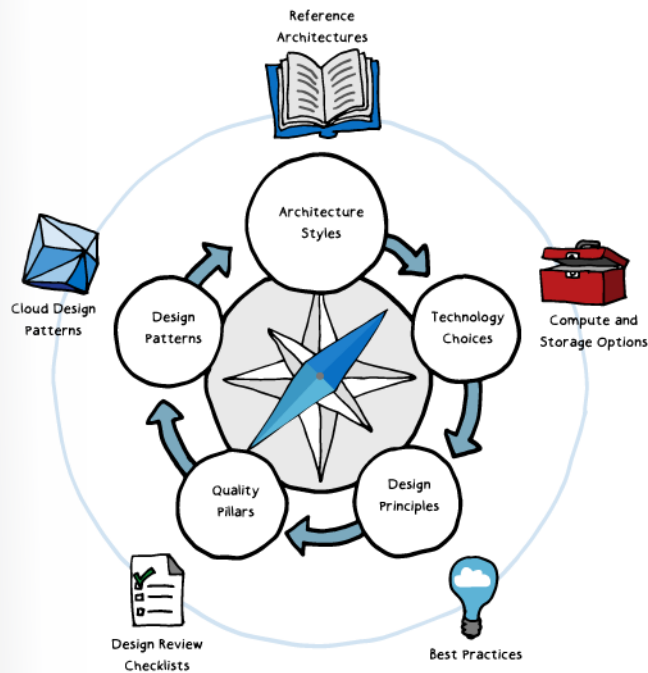 Reference
Architectures
Architecture
Styles
Cloud Design
Patterns
Design
Patterns
Technology
Choices
Compute and
Storage Options
Quality
Pillars
Design
Principles
Design Review
Checklists
Best Practices